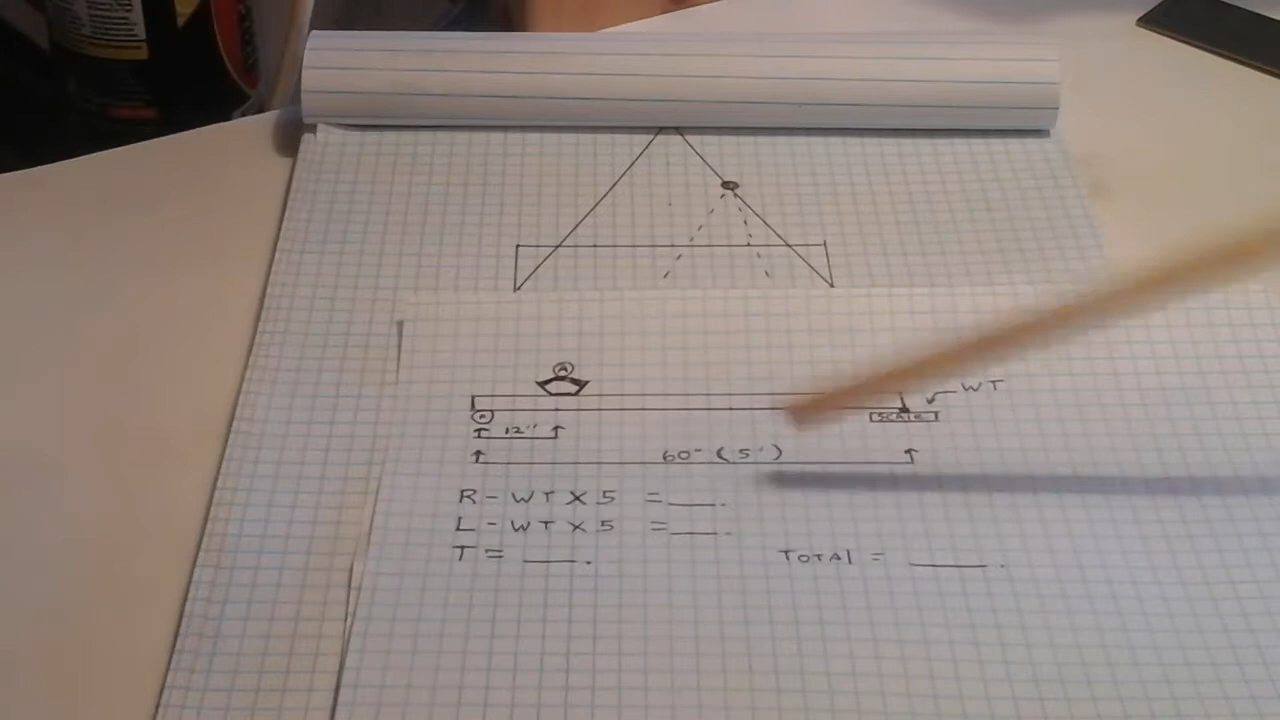 A
WT
R SCALE
12"
60" (5')
R - WT X 5 = ___.
L - WT X 5 = ___.
T = ___. TOTAL = ___.